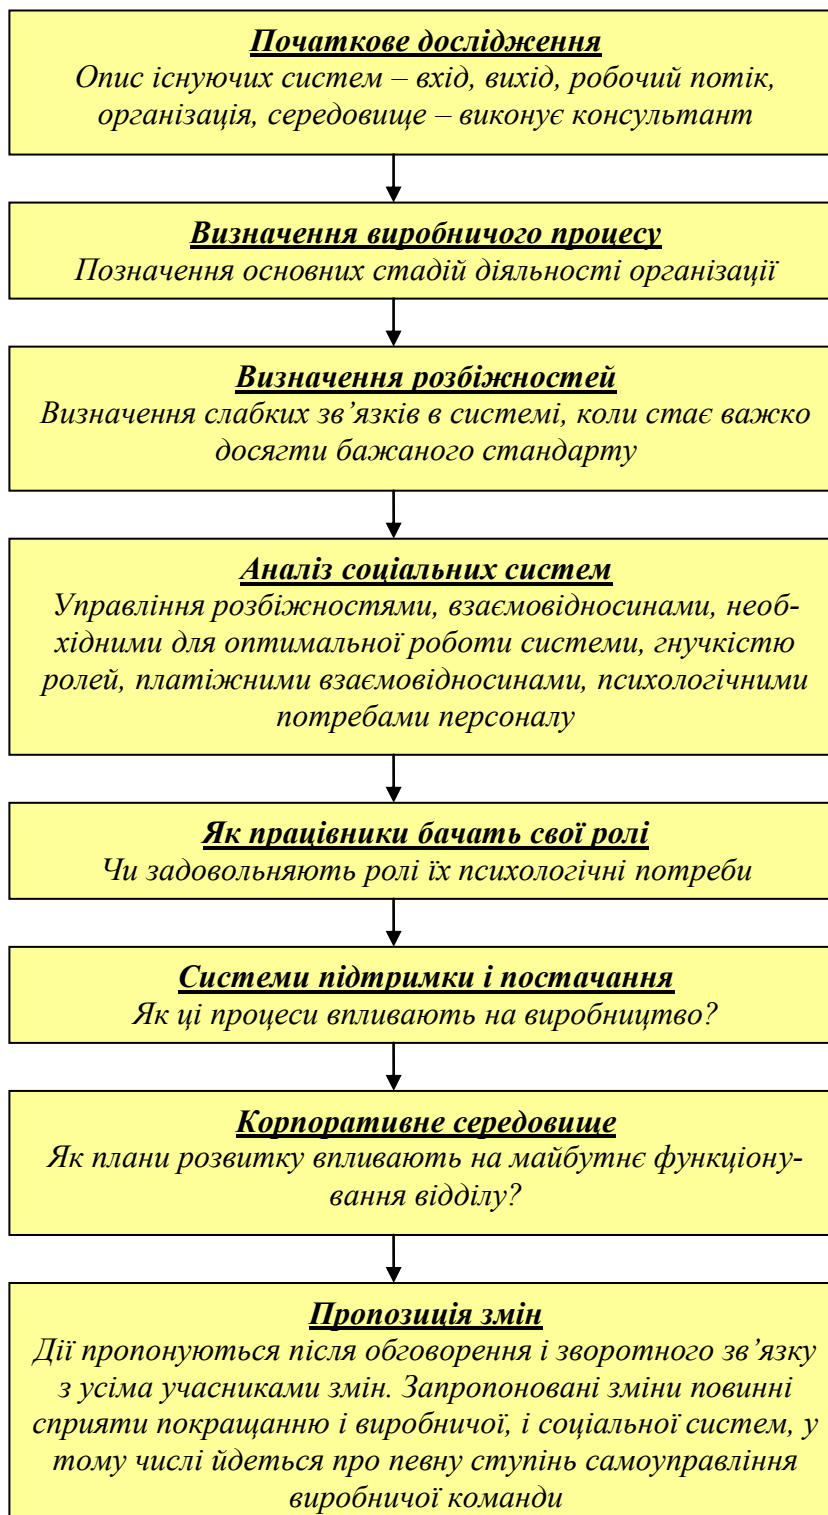 Початкове дослідження
Опис існуючих систем – вхід, вихід, робочий потік,
організація, середовище – виконує консультант
Визначення виробничого процесу
Позначення основних стадій діяльності організації
Визначення розбіжностей
Визначення слабких зв’язків в системі, коли стає важко
досягти бажаного стандарту
Аналіз соціальних систем
Управління розбіжностями, взаємовідносинами, необ-
хідними для оптимальної роботи системи, гнучкістю
ролей, платіжними взаємовідносинами, психологічними
потребами персоналу
Як працівники бачать свої ролі
Чи задовольняють ролі їх психологічні потреби
Системи підтримки і постачання
Як ці процеси впливають на виробництво?
Корпоративне середовище
Як плани розвитку впливають на майбутнє функціону-
вання відділу?
Пропозиція змін
Дії пропонуються після обговорення і зворотного зв’язку
з усіма учасниками змін. Запропоновані зміни повинні
сприяти покращанню і виробничої, і соціальної систем, у
тому числі йдеться про певну ступінь самоуправління
виробничої команди